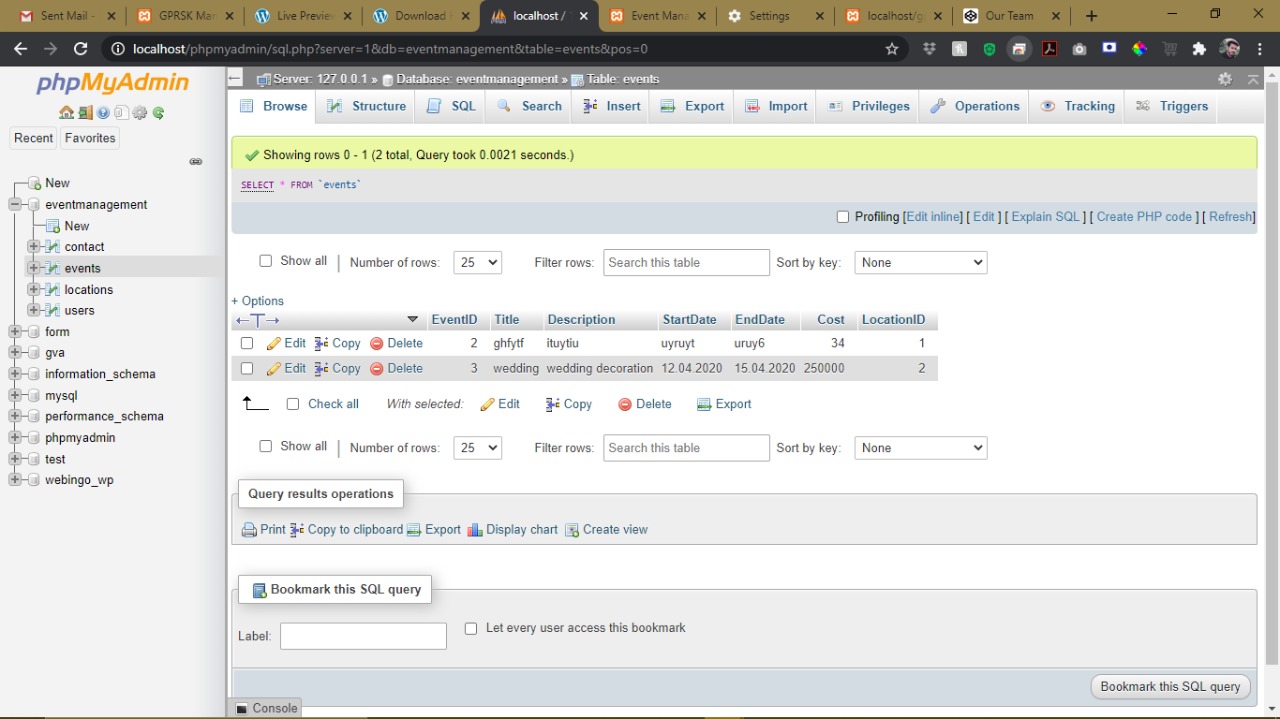 Sent Mail -
GPRSK Mar
Live Preview
Download F
localhost /
Event Mana
Settings
localhost/g
Our Team
localhost/phpmyadmin/sql.php?server=1&db=eventmanagement&table=events&pos=0
phpMyAdmin
Recent Favorites
New
eventmanagement
New
contact
events
locations
users
form
gva
information_schema
mysql
performance_schema
phpmyadmin
test
webingo_wp
Server: 127.0.0.1 » Database: eventmanagement » Table: events
Browse Structure SQL Search Insert Export Import Privileges Operations Tracking Triggers
Showing rows 0 - 1 (2 total, Query took 0.0021 seconds.)
SELECT * FROM `events`
Profiling [Edit inline] [ Edit ] [ Explain SQL ] [ Create PHP code ] [ Refresh]
Show all | Number of rows: 25 Filter rows: Search this table Sort by key: None
+ Options
←T→ EventID Title Description StartDate EndDate Cost LocationID
Edit Copy Delete 2 ghfytf ituytiu uyruyt uruy6 34 1
Edit Copy Delete 3 wedding wedding decoration 12.04.2020 15.04.2020 250000 2
Check all With selected: Edit Copy Delete Export
Show all | Number of rows: 25 Filter rows: Search this table Sort by key: None
Query results operations
Print Copy to clipboard Export Display chart Create view
Bookmark this SQL query
Label: Let every user access this bookmark
Bookmark this SQL query
Console